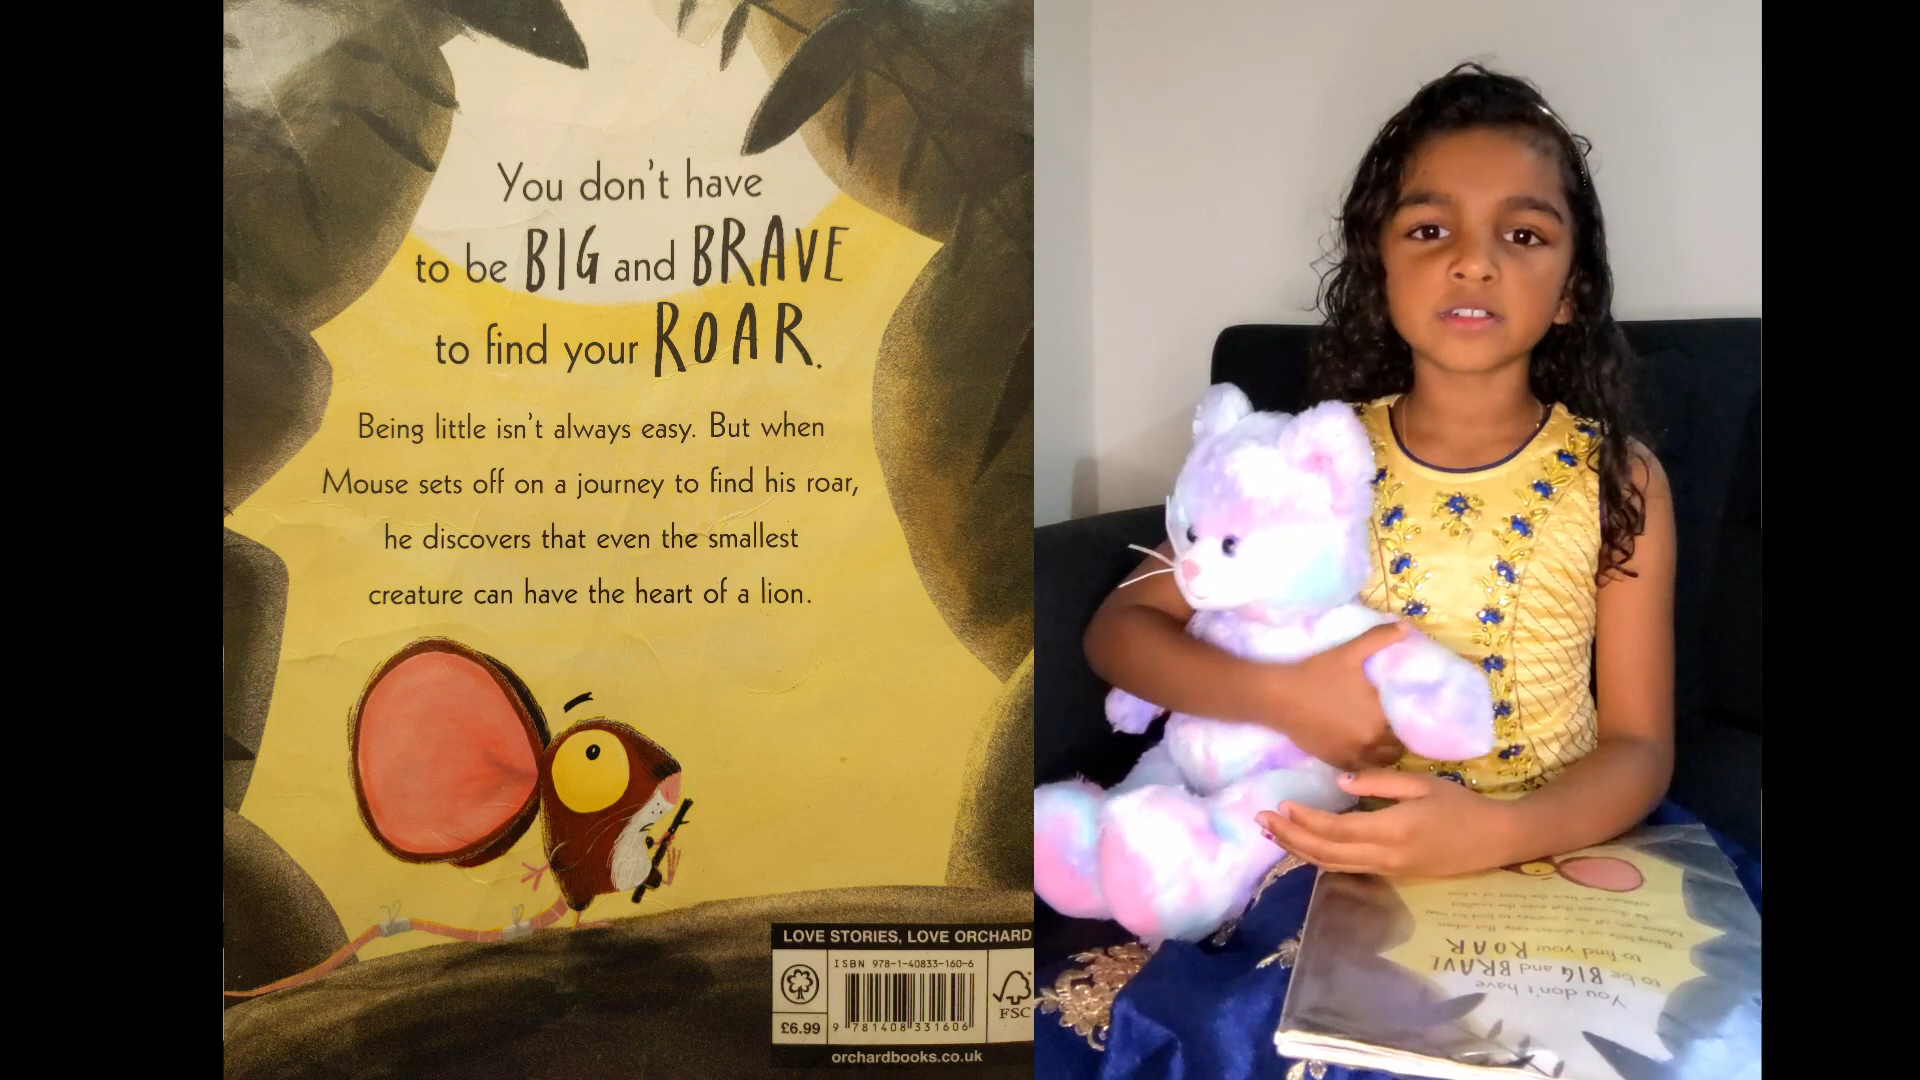 You don't have
to be BIG and BRAVE
to find your ROAR.
Being little isn't always easy. But when
Mouse sets off on a journey to find his roar,
he discovers that even the smallest
creature can have the heart of a lion.
LOVE STORIES, LOVE ORCHARD
ISBN 978-1-40833-160-6
FSC
£6.99
9 781408 331606
orchardbooks.co.uk
You don't have
to be BIG and BRAVE
to find your ROAR